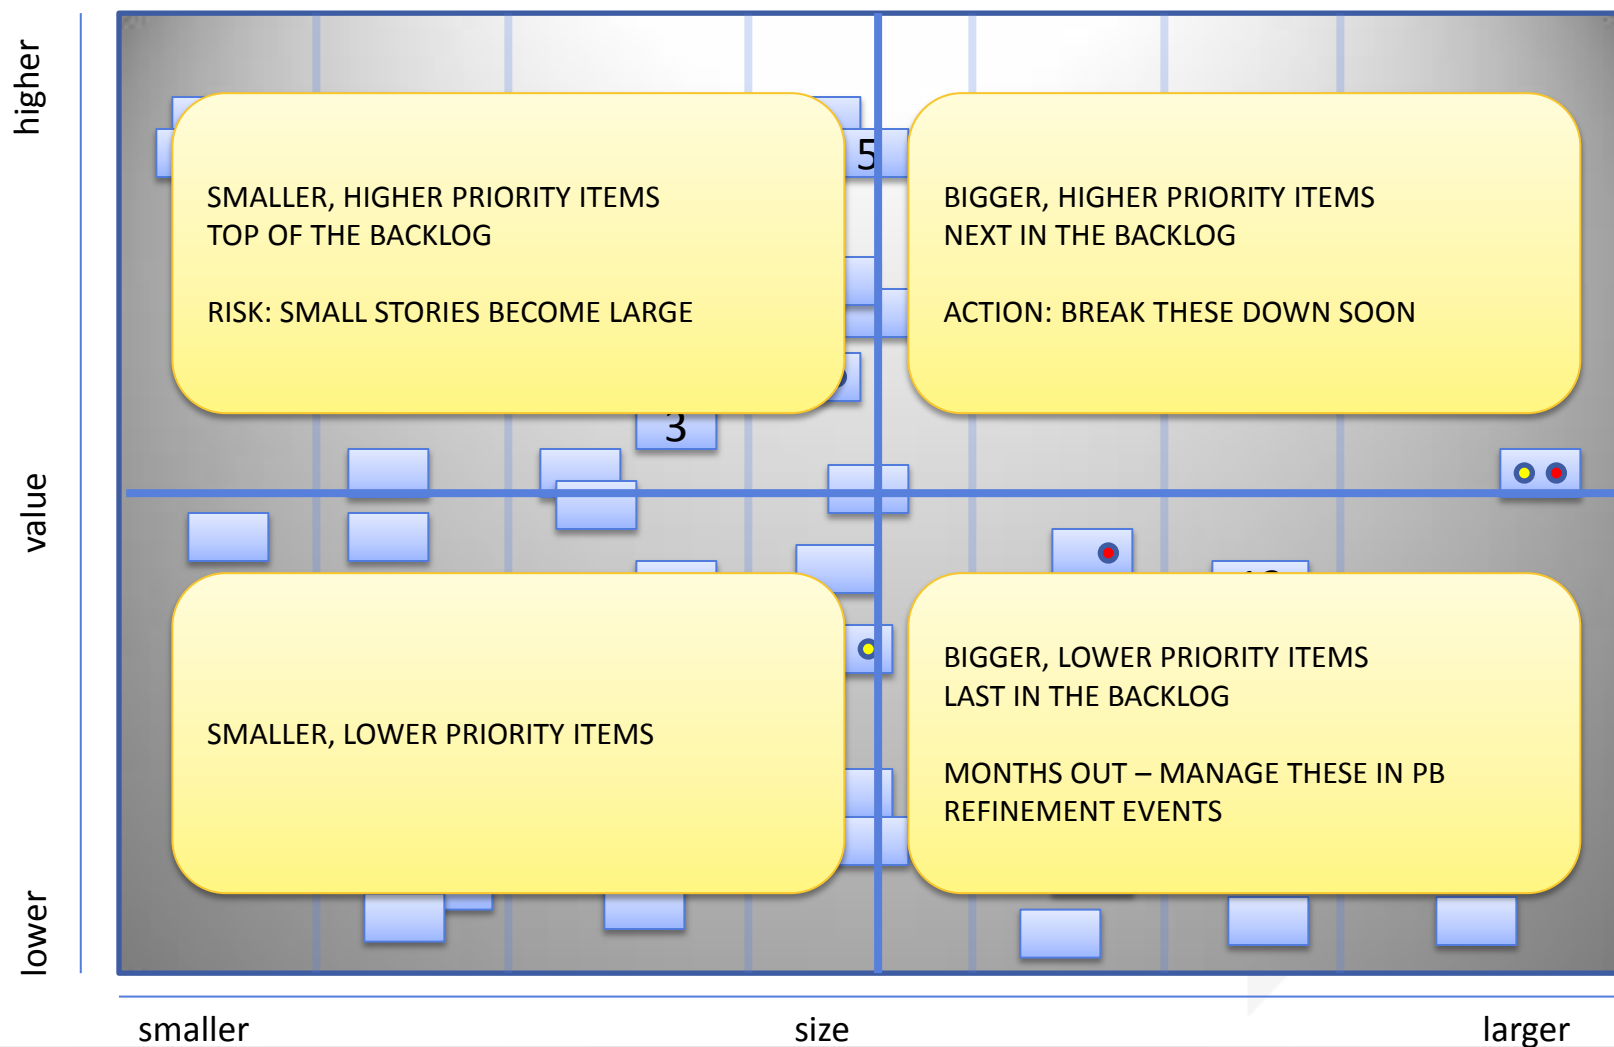 higher
SMALLER, HIGHER PRIORITY ITEMS
TOP OF THE BACKLOG
RISK: SMALL STORIES BECOME LARGE
5
BIGGER, HIGHER PRIORITY ITEMS
NEXT IN THE BACKLOG
ACTION: BREAK THESE DOWN SOON
3
value
SMALLER, LOWER PRIORITY ITEMS
BIGGER, LOWER PRIORITY ITEMS
LAST IN THE BACKLOG
MONTHS OUT – MANAGE THESE IN PB
REFINEMENT EVENTS
lower
smaller
size
larger